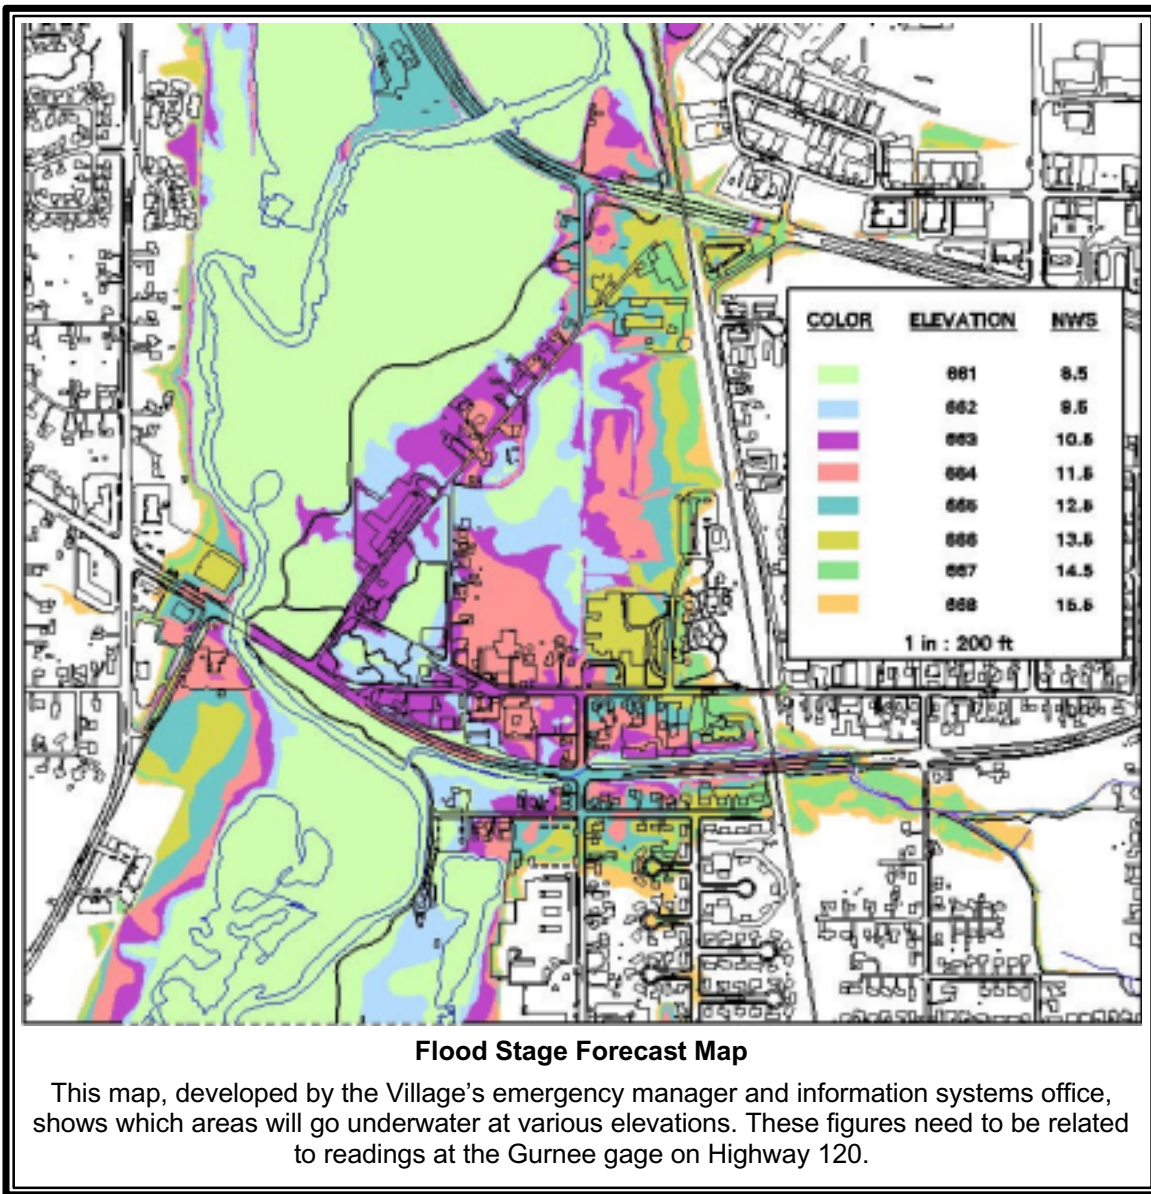 COLOR ELEVATION NWS
661 8.5
662 9.5
663 10.5
664 11.5
665 12.5
666 13.5
667 14.5
668 15.5
1 in : 200 ft
Flood Stage Forecast Map
This map, developed by the Village's emergency manager and information systems office,
shows which areas will go underwater at various elevations. These figures need to be related
to readings at the Gurnee gage on Highway 120.